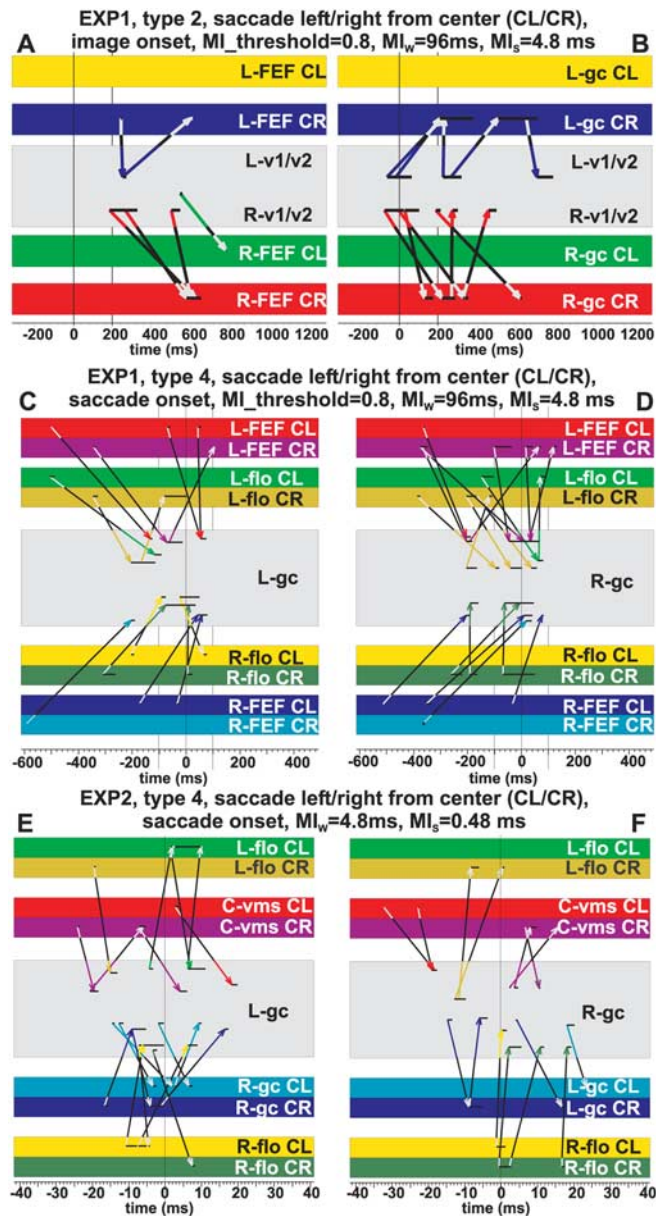 EXP1, type 2, saccade left/right from center (CL/CR),
image onset, MI_threshold=0.8, MIw=96ms, MIs=4.8 ms
A
B
L-FEF CL
L-FEF CR
L-v1/v2
R-v1/v2
R-FEF CL
R-FEF CR
L-gc CL
L-gc CR
L-v1/v2
R-v1/v2
R-gc CL
R-gc CR
-200 0 200 400 600 800 1000 1200
-200 0 200 400 600 800 1000 1200
time (ms)
time (ms)
EXP1, type 4, saccade left/right from center (CL/CR),
saccade onset, MI_threshold=0.8, MIw=96ms, MIs=4.8 ms
C
D
L-FEF CL
L-FEF CR
L-flo CL
L-flo CR
L-gc
R-flo CL
R-flo CR
R-FEF CL
R-FEF CR
L-FEF CL
L-FEF CR
L-flo CL
L-flo CR
R-gc
R-flo CL
R-flo CR
R-FEF CL
R-FEF CR
-600 -400 -200 0 200 400
-600 -400 -200 0 200 400
time (ms)
time (ms)
EXP2, type 4, saccade left/right from center (CL/CR),
saccade onset, MIw=4.8ms, MIs=0.48 ms
E
F
L-flo CL
L-flo CR
C-vms CL
C-vms CR
L-gc
R-gc CL
R-gc CR
R-flo CL
R-flo CR
L-flo CL
L-flo CR
C-vms CL
C-vms CR
R-gc
L-gc CL
L-gc CR
R-flo CL
R-flo CR
-40 -30 -20 -10 0 10 20 30 40
-40 -30 -20 -10 0 10 20 30 40
time (ms)
time (ms)